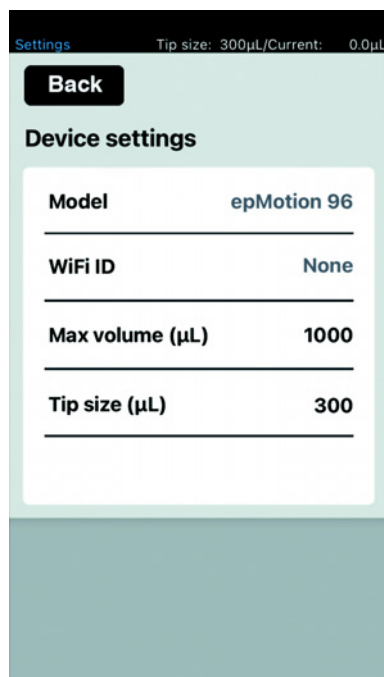 Settings Tip size: 300µL/Current: 0.0µL
Back
Device settings
Model epMotion 96
WiFi ID None
Max volume (µL) 1000
Tip size (µL) 300